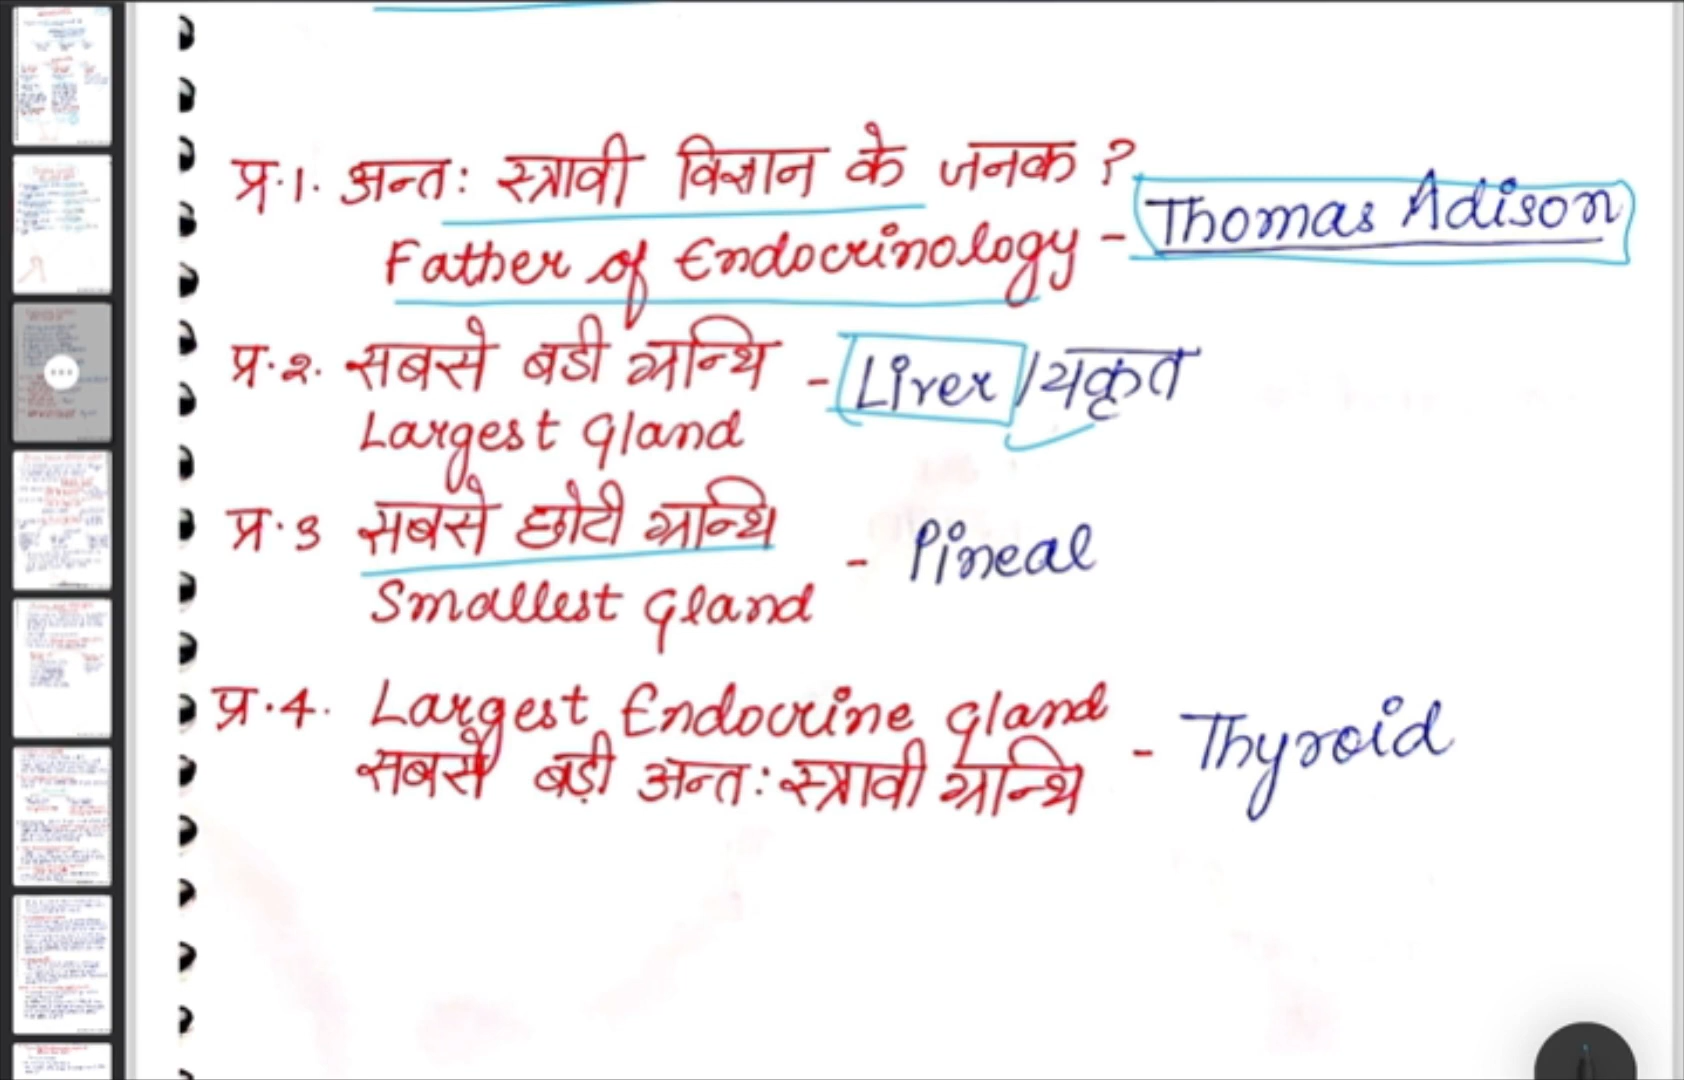 प्र.1. अन्तः स्त्रावी विज्ञान के जनक ?
Father of Endocrinology - Thomas Adison
प्र.2. सबसे बडी ग्रन्थि - Liver / यकृत
Largest Gland
प्र.3 सबसे छोटी ग्रन्थि - Pineal
Smallest Gland
प्र.4. Largest Endocrine gland - Thyroid
सबसे बड़ी अन्त: स्त्रावी ग्रन्थि